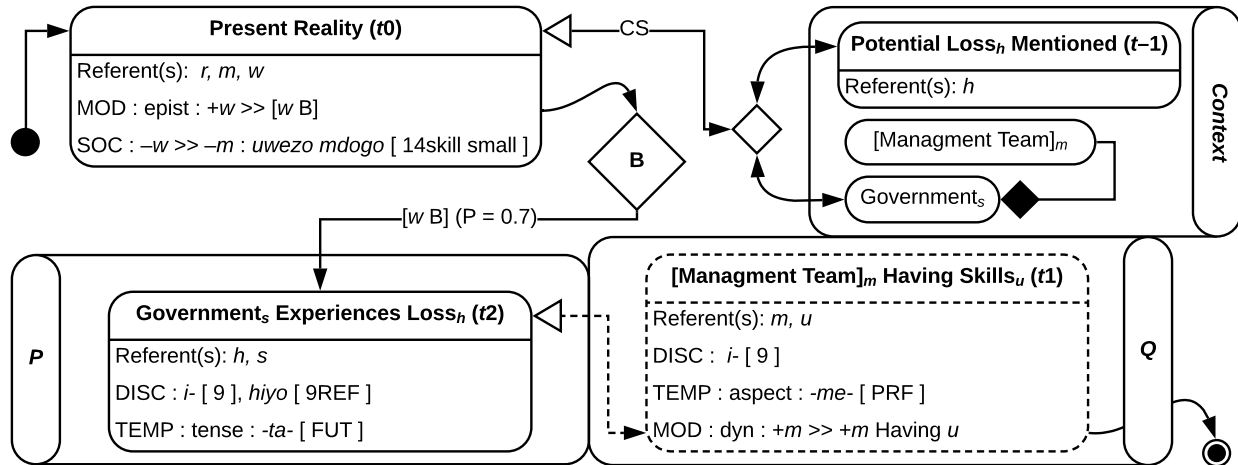 Present Reality (t0)
Referent(s): r, m, w
MOD : epist : +w >> [w B]
SOC : –w >> –m : uwezo mdogo [ 14skill small ]
CS
Potential Lossh Mentioned (t–1)
Referent(s): h
[Managment Team]m
Governments
Context
B
[w B] (P = 0.7)
P
Governments Experiences Lossh (t2)
Referent(s): h, s
DISC : i- [ 9 ], hiyo [ 9REF ]
TEMP : tense : -ta- [ FUT ]
[Managment Team]m Having Skillsu (t1)
Referent(s): m, u
DISC : i- [ 9 ]
TEMP : aspect : -me- [ PRF ]
MOD : dyn : +m >> +m Having u
Q